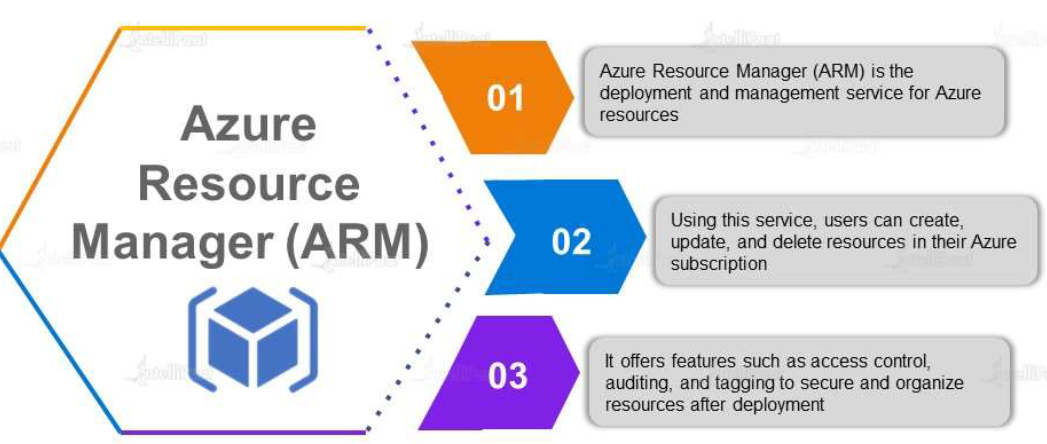 Azure
Resource
Manager (ARM)
01
Azure Resource Manager (ARM) is the
deployment and management service for Azure
resources
02
Using this service, users can create,
update, and delete resources in their Azure
subscription
03
It offers features such as access control,
auditing, and tagging to secure and organize
resources after deployment